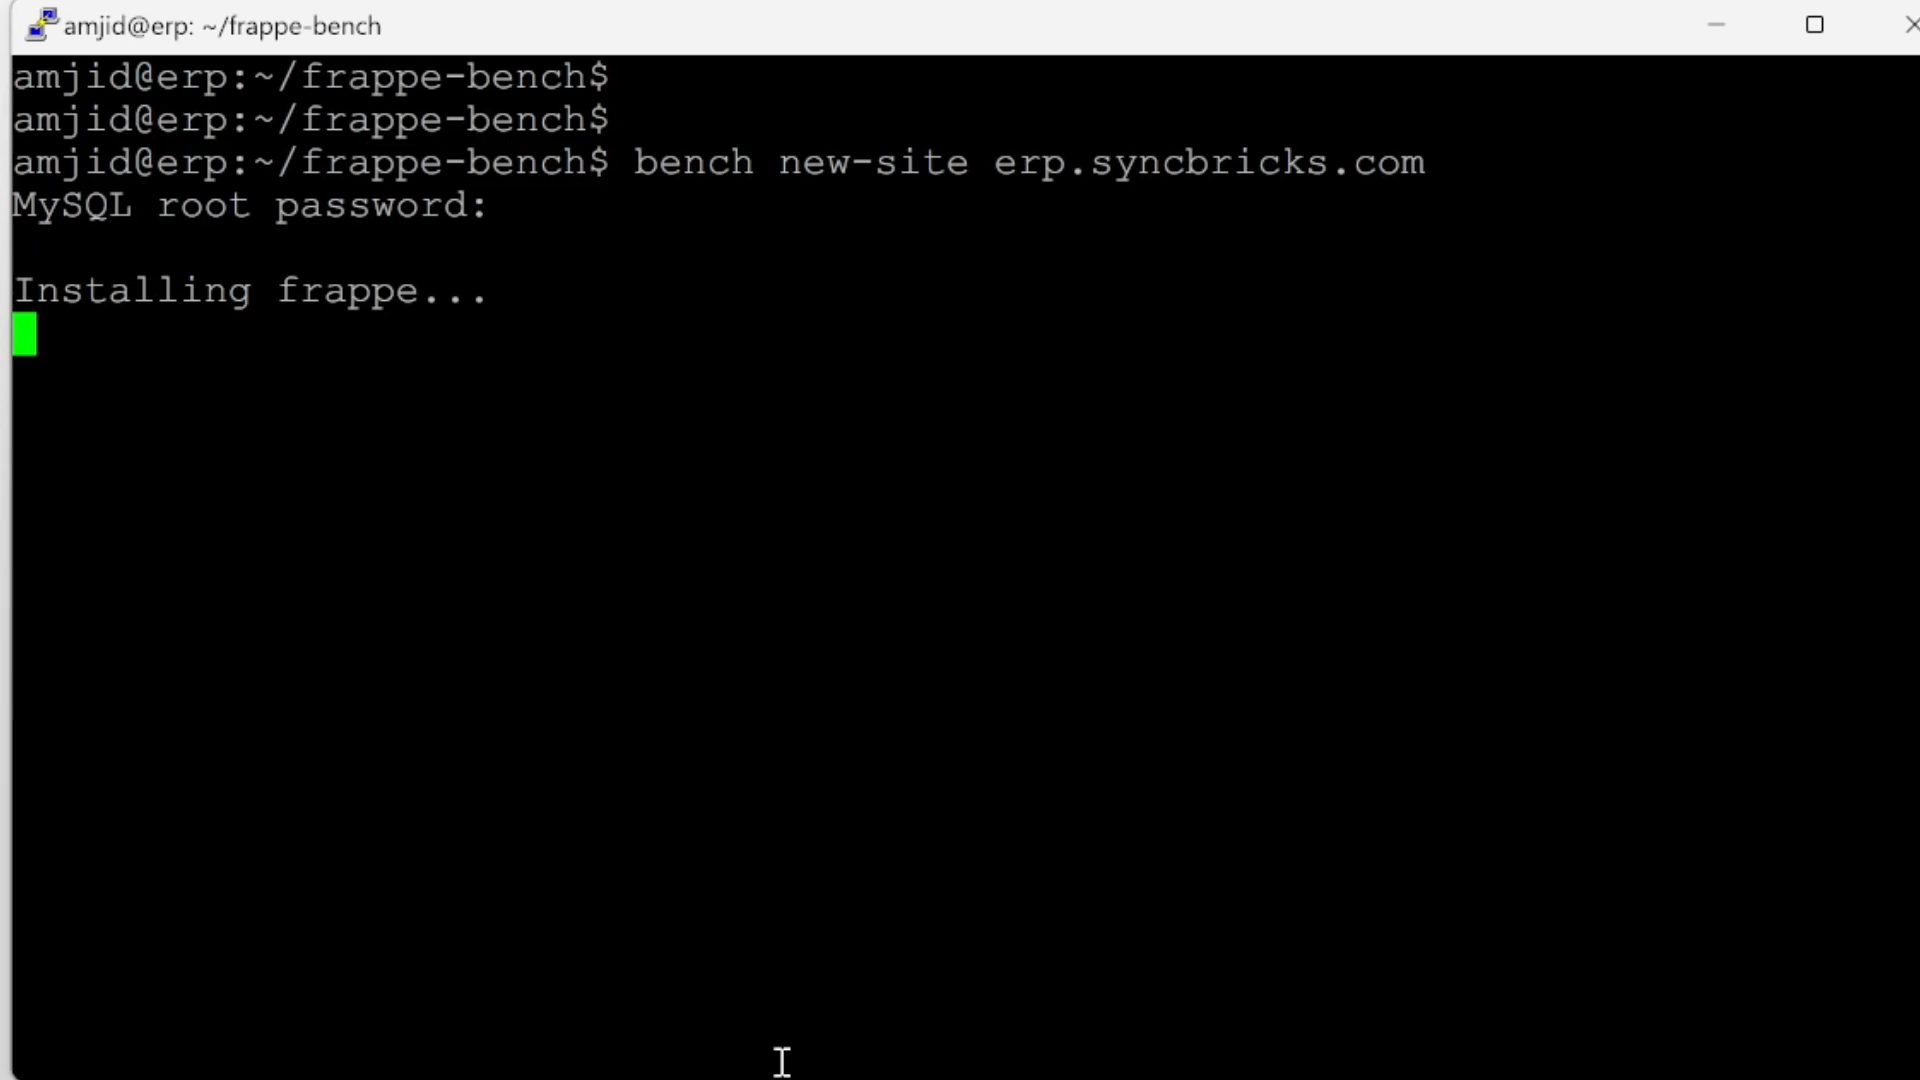 amjid@erp: ~/frappe-bench
amjid@erp:~/frappe-bench$
amjid@erp:~/frappe-bench$
amjid@erp:~/frappe-bench$ bench new-site erp.syncbricks.com
MySQL root password:
Installing frappe...